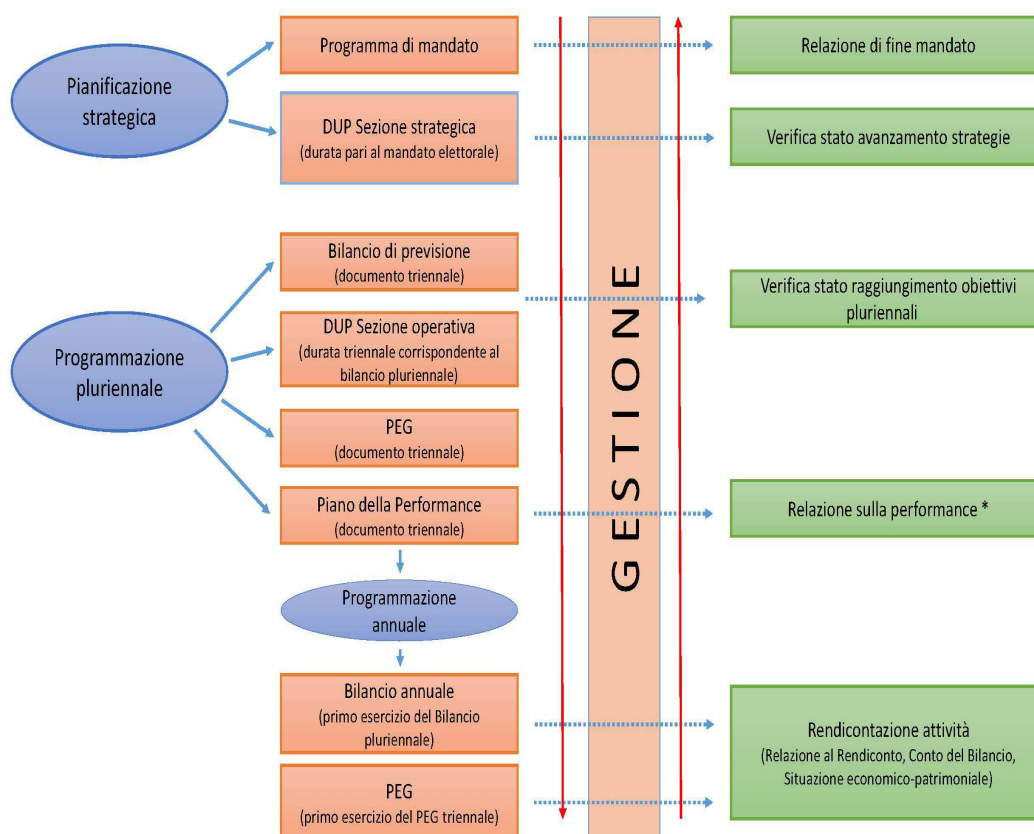 Pianificazione
strategica
Programma di mandato
DUP Sezione strategica
(durata pari al mandato elettorale)
Relazione di fine mandato
Verifica stato avanzamento strategie
Programmazione
pluriennale
Bilancio di previsione
(documento triennale)
DUP Sezione operativa
(durata triennale corrispondente al
bilancio pluriennale)
PEG
(documento triennale)
Piano della Performance
(documento triennale)
Verifica stato raggiungimento obiettivi
pluriennali
Relazione sulla performance *
GESTIONE
Programmazione
annuale
Bilancio annuale
(primo esercizio del Bilancio
pluriennale)
PEG
(primo esercizio del PEG triennale)
Rendicontazione attività
(Relazione al Rendiconto, Conto del Bilancio,
Situazione economico-patrimoniale)